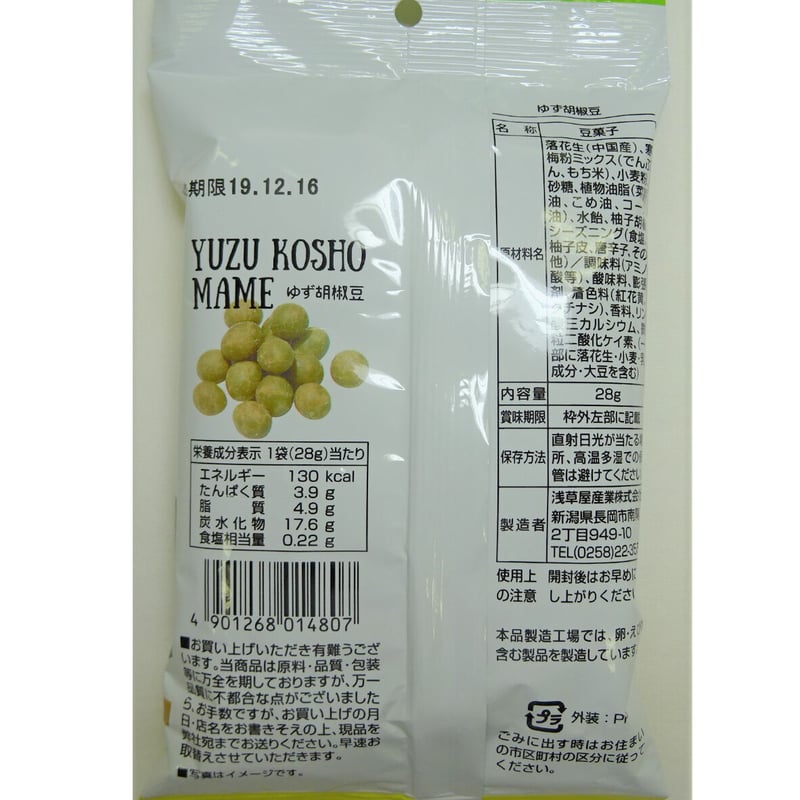 期限 19.12.16
YUZU KOSHO
MAME ゆず胡椒豆
栄養成分表示 1袋(28g)当たり
エネルギー 130 kcal
たんぱく質 3.9 g
脂質 4.9 g
炭水化物 17.6 g
食塩相当量 0.22 g
4 901268 014807
■お買い上げいただき有難うござ
います。当商品は原料・品質・包装
等に万全を期しておりますが、万一
品質に不都合な点がございました
ら、お手数ですが、お買い上げの月
日・店名をお書きそえの上、現品を
弊社宛までお送りください。早速お
取替えさせていただきます。
■写真はイメージです。
ゆず胡椒豆
名称 豆菓子
原材料名
落花生(中国産)、寒
梅粉ミックス(でんぷ
ん、もち米)、小麦粉
砂糖、植物油脂(菜
油、こめ油、コー
油)、水飴、柚子胡
シーズニング(食塩、
柚子皮、唐辛子、その
他)/調味料(アミノ
酸等)、酸味料、膨
剤、着色料(紅花黄、
クチナシ)、香料、リン
三カルシウム、
粒二酸化ケイ素、(一
部に落花生・小麦・
成分・大豆を含む)
内容量 28g
賞味期限 枠外左部に記載
保存方法
直射日光が当たる
所、高温多湿での
管は避けてください
製造者
浅草屋産業株式会
新潟県長岡市南
2丁目949-10
TEL(0258)22-35
使用上 開封後はお早めに
の注意 し上がりください
本品製造工場では、卵・え
含む製品を製造しています
プラ 外装:P
ごみに出す時はお住まい
の市区町村の区分に従っ
ください。